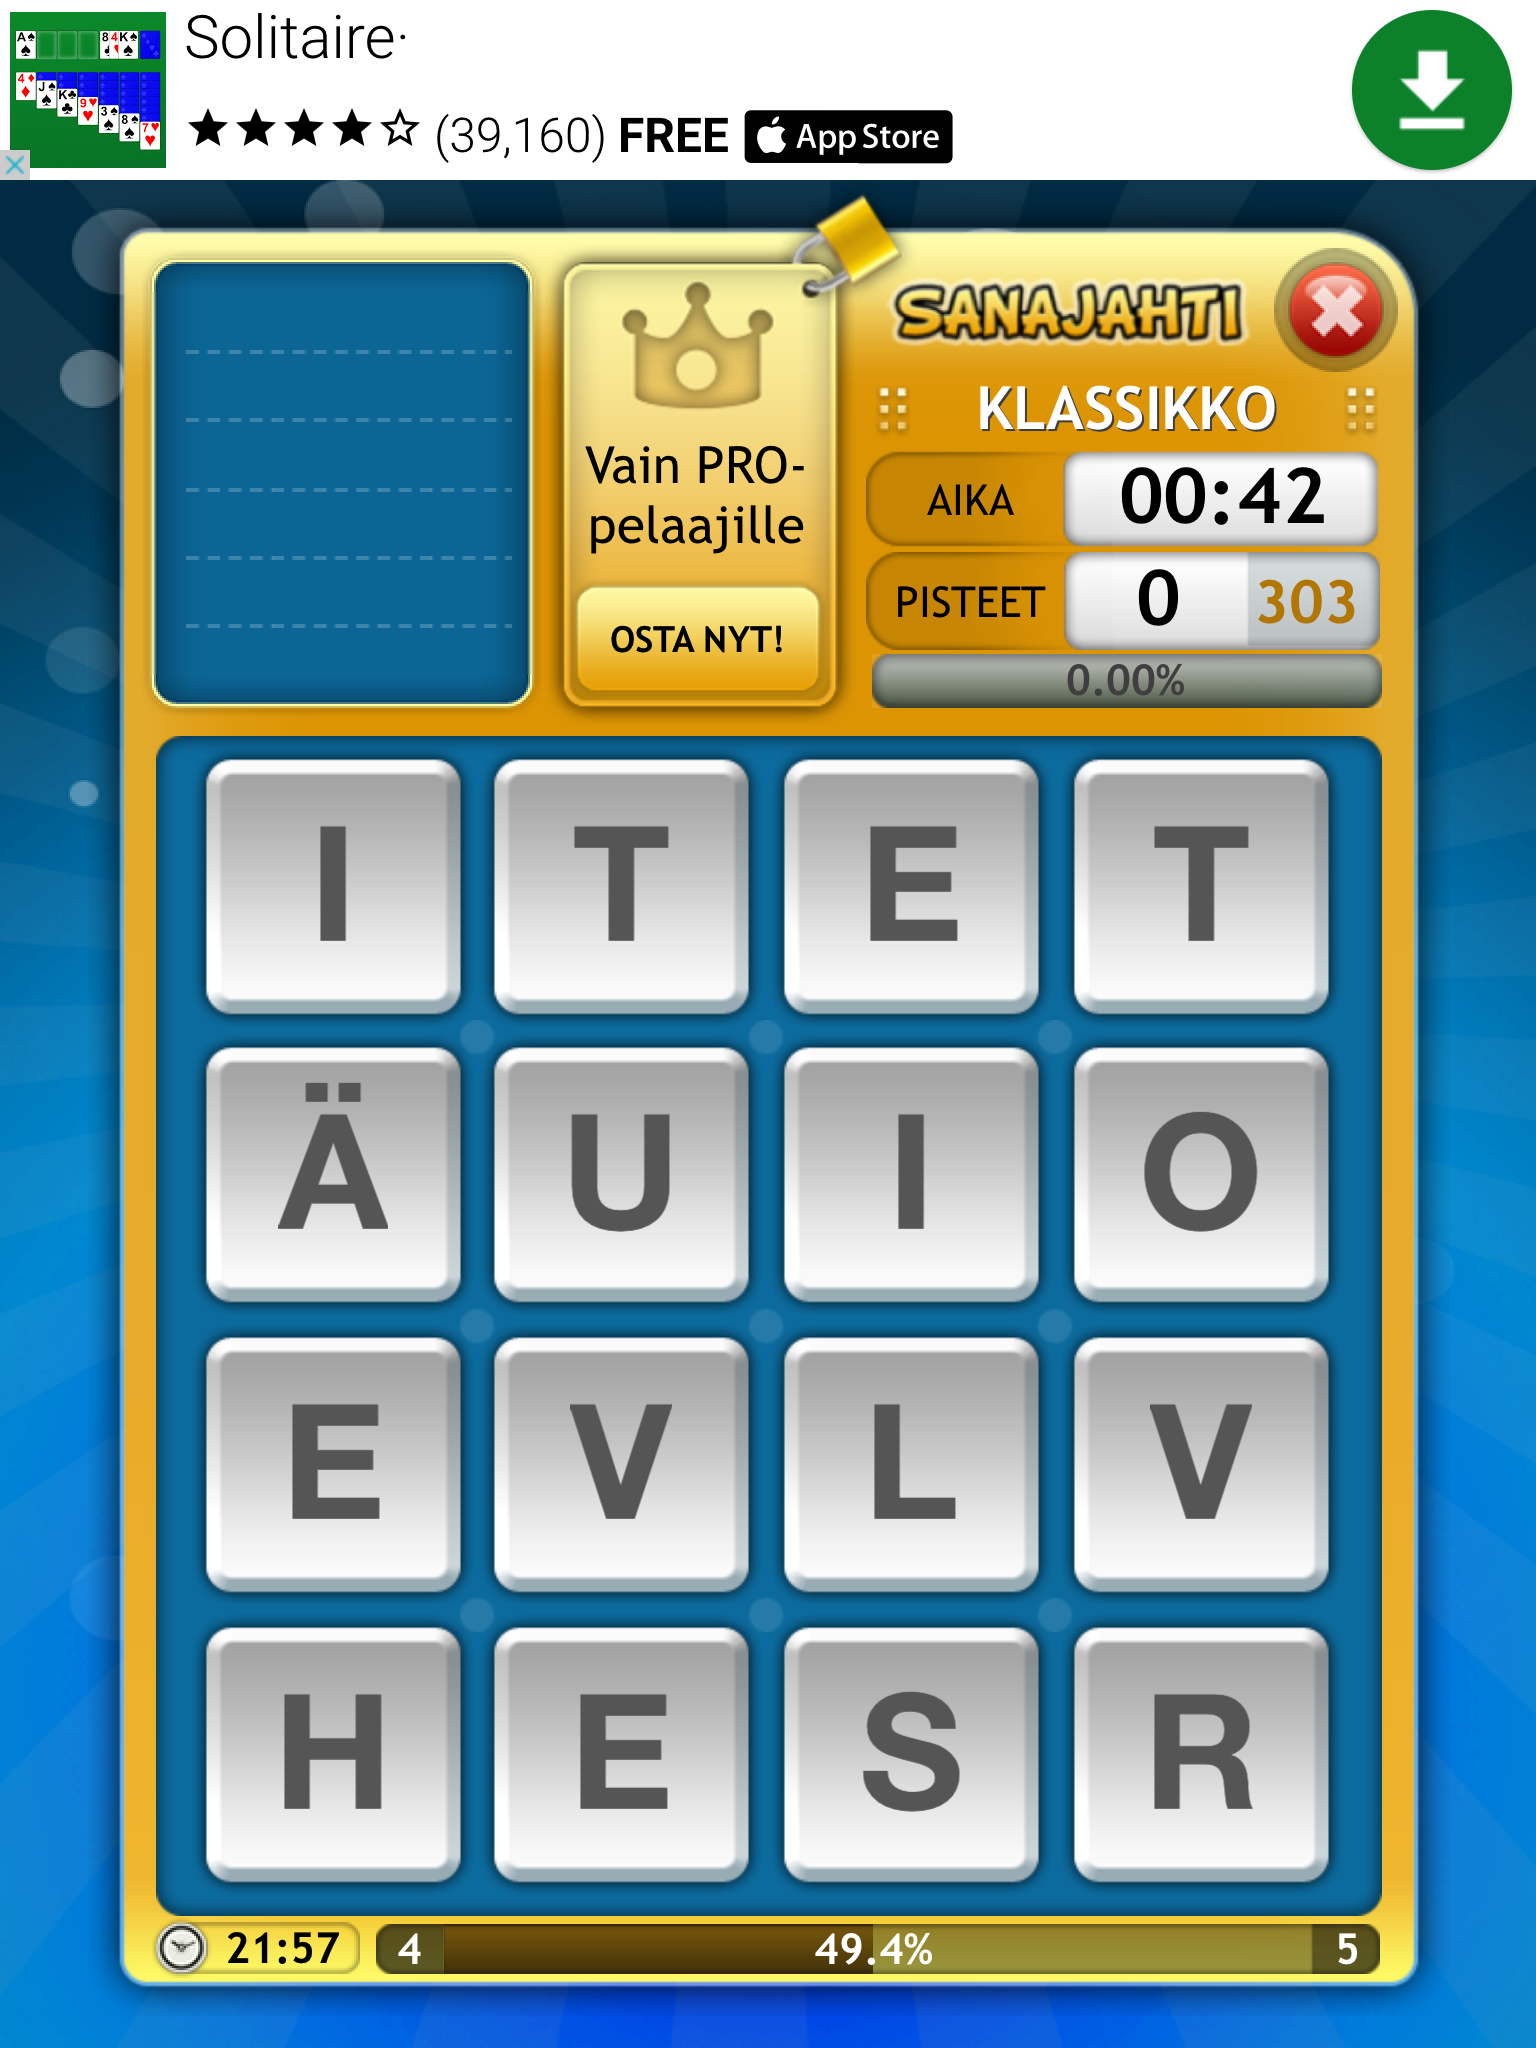 Solitaire·
(39,160) FREE App Store
SANAJAHTI
KLASSIKKO
Vain PRO-
pelaajille
OSTA NYT!
AIKA 00:42
PISTEET 0 303
0.00%
I T E T
Ä U I O
E V L V
H E S R
21:57 4 49.4% 5